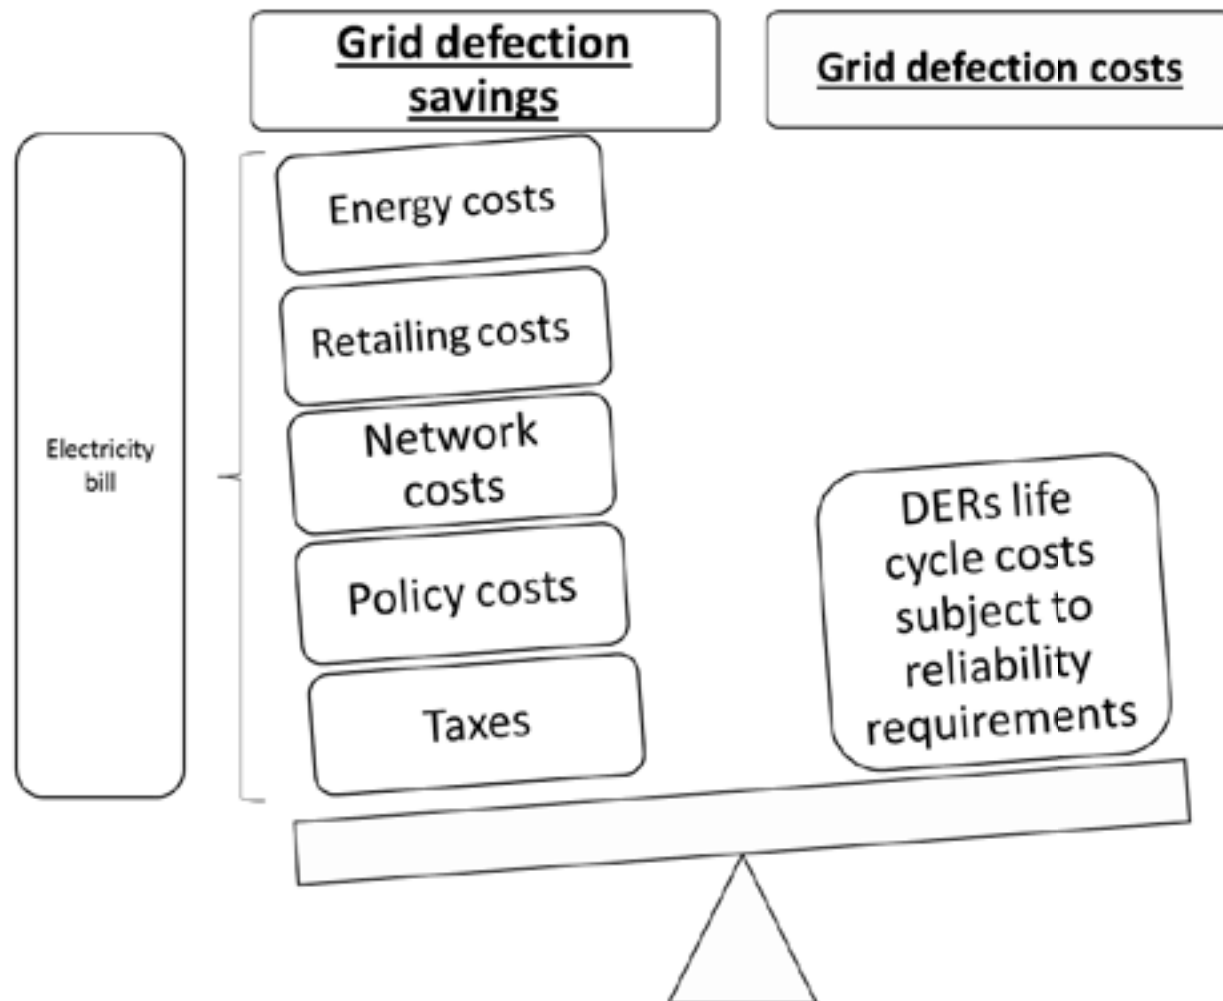 Grid defection
savings
Grid defection costs
Electricity
bill
Energy costs
Retailing costs
Network
costs
Policy costs
Taxes
DERs life
cycle costs
subject to
reliability
requirements